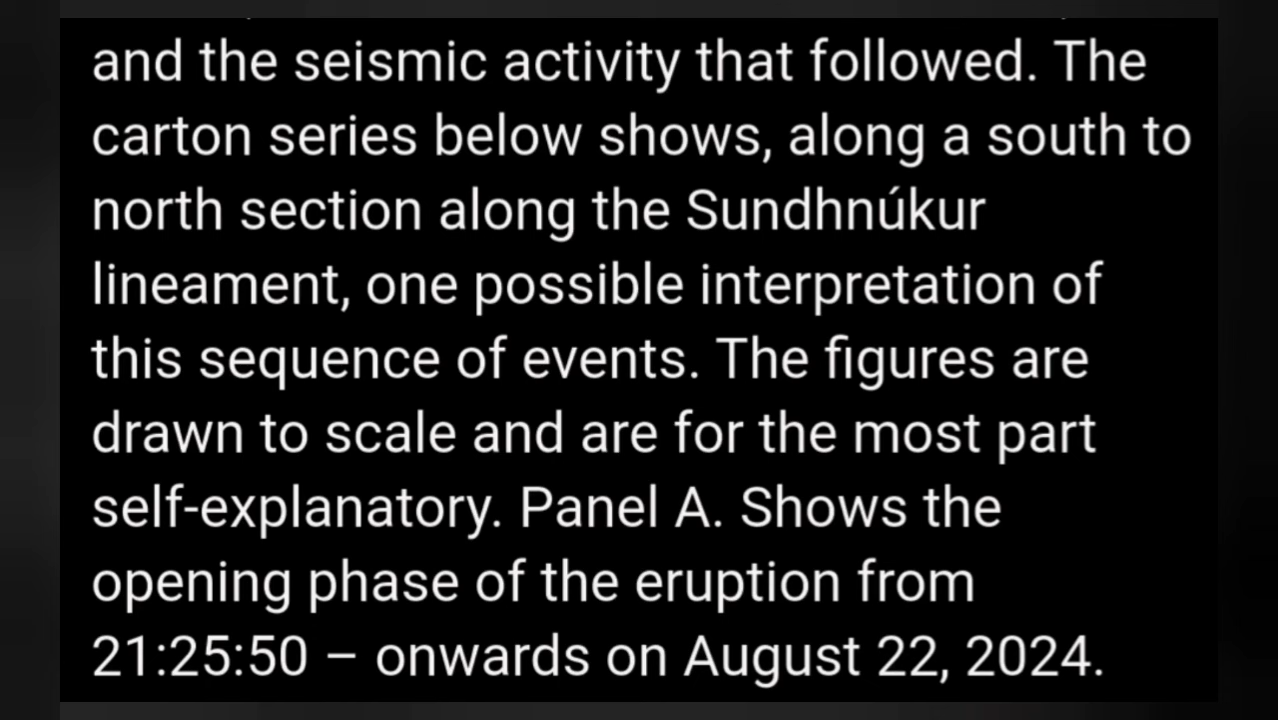 and the seismic activity that followed. The
carton series below shows, along a south to
north section along the Sundhnúkur
lineament, one possible interpretation of
this sequence of events. The figures are
drawn to scale and are for the most part
self-explanatory. Panel A. Shows the
opening phase of the eruption from
21:25:50 – onwards on August 22, 2024.